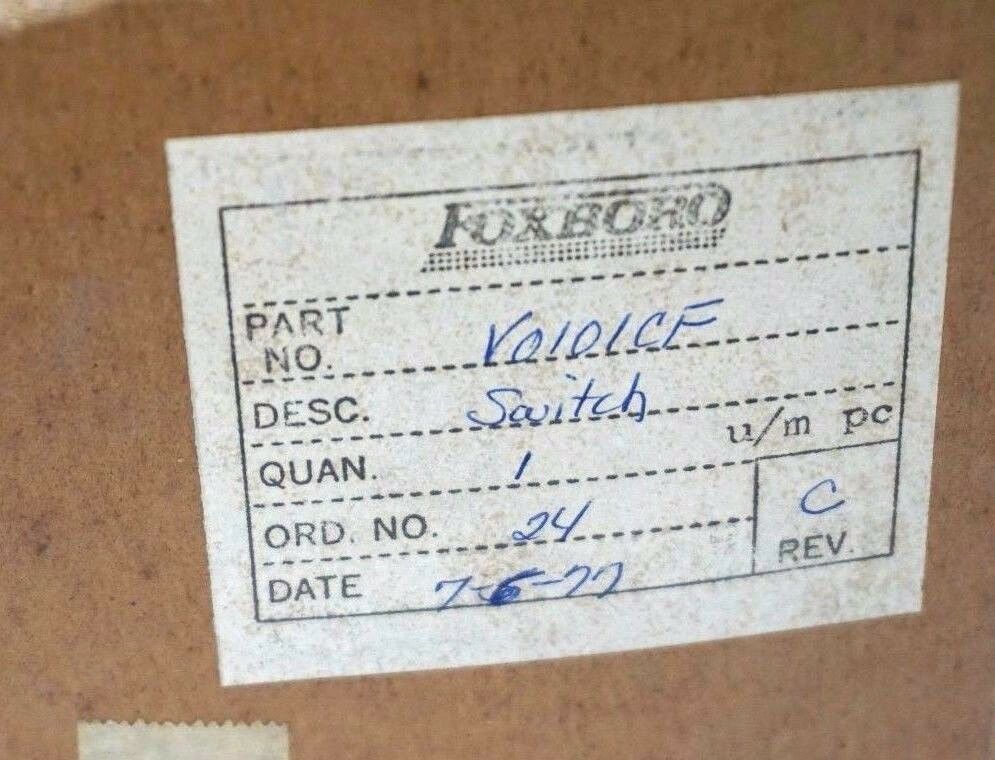 FOXBORO
PART NO. V0101CF
DESC. Switch
QUAN. 1 u/m pc
ORD. NO. 24
DATE 7-6-77
C
REV.